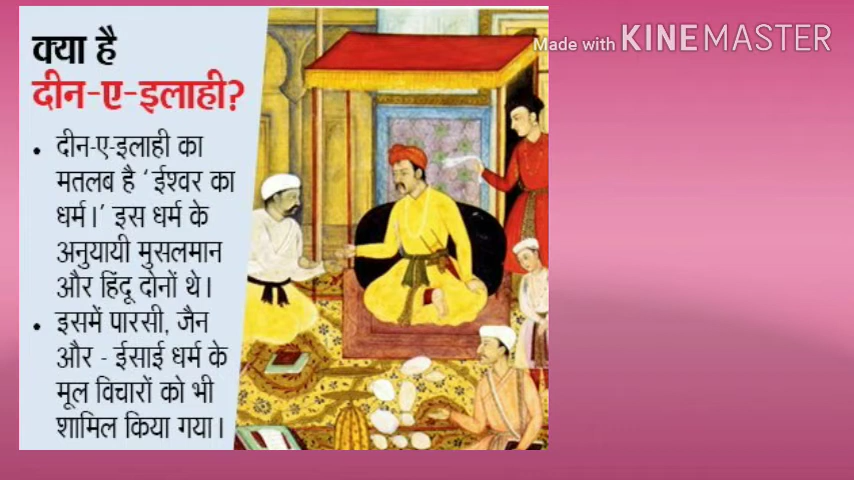 क्या है
दीन-ए-इलाही?
• दीन-ए-इलाही का
मतलब है ‘ईश्वर का
धर्म।’ इस धर्म के
अनुयायी मुसलमान
और हिंदू दोनों थे।
• इसमें पारसी, जैन
और - ईसाई धर्म के
मूल विचारों को भी
शामिल किया गया।
Made with KINEMASTER